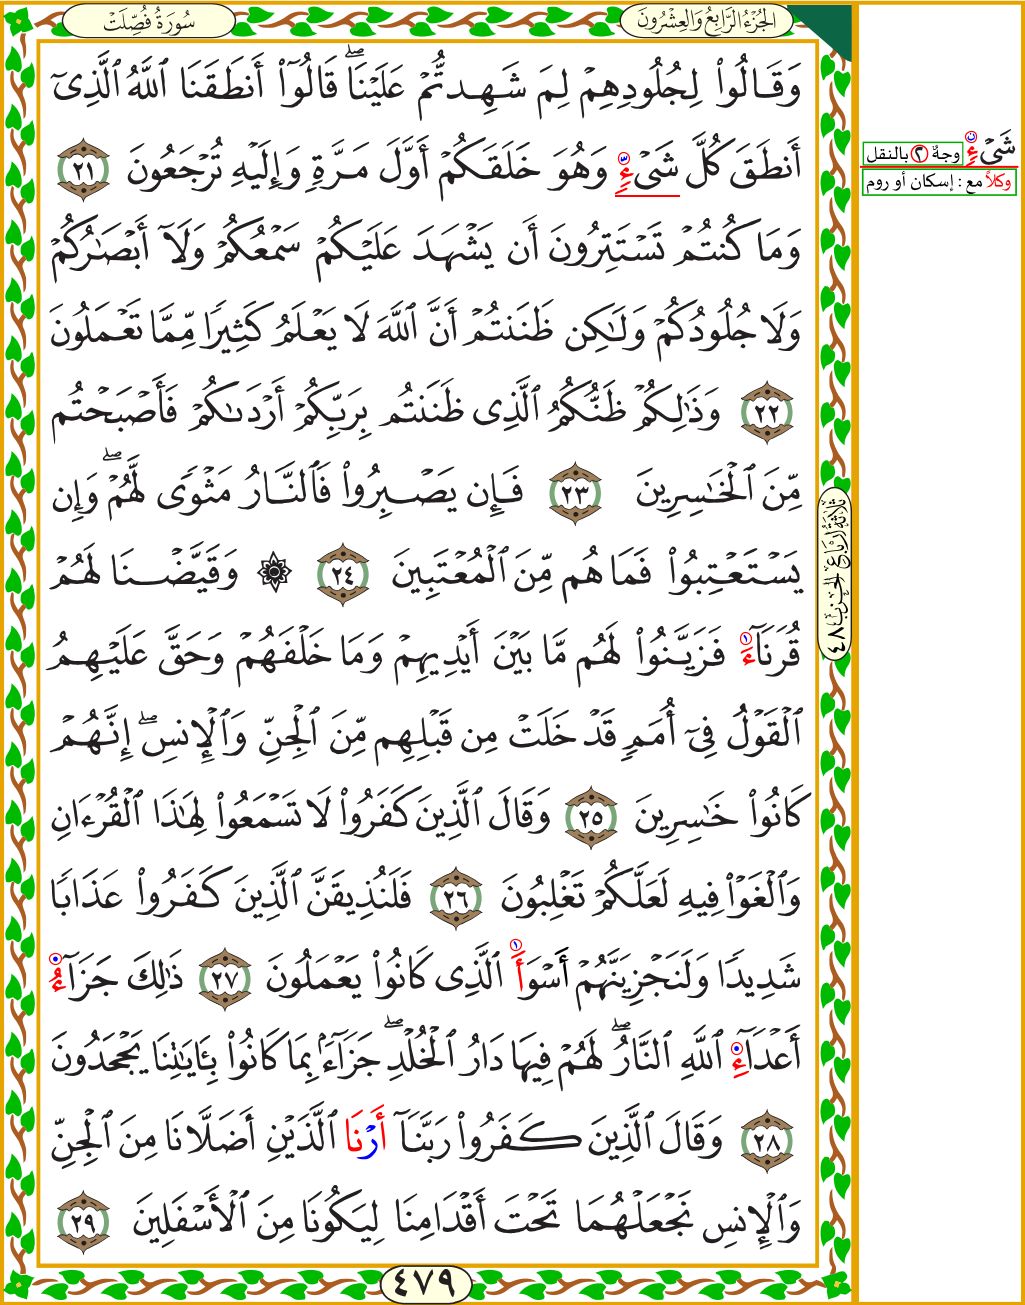 سُورَةُ فُصِّلَتْ
الجُزْءُ الرَّابِعُ وَالعِشْرُونَ
وَقَالُوا۟ لِجُلُودِهِمْ لِمَ شَهِدتُّمْ عَلَيْنَا ۖ قَالُوٓا۟ أَنطَقَنَا ٱللَّهُ ٱلَّذِىٓ
أَنطَقَ كُلَّ شَىْءٍ وَهُوَ خَلَقَكُمْ أَوَّلَ مَرَّةٍ وَإِلَيْهِ تُرْجَعُونَ ٢١
وَمَا كُنتُمْ تَسْتَتِرُونَ أَن يَشْهَدَ عَلَيْكُمْ سَمْعُكُمْ وَلَآ أَبْصَـٰرُكُمْ
وَلَا جُلُودُكُمْ وَلَـٰكِن ظَنَنتُمْ أَنَّ ٱللَّهَ لَا يَعْلَمُ كَثِيرًا مِّمَّا تَعْمَلُونَ
٢٢ وَذَٰلِكُمْ ظَنُّكُمُ ٱلَّذِى ظَنَنتُم بِرَبِّكُمْ أَرْدَىٰكُمْ فَأَصْبَحْتُم
مِّنَ ٱلْخَـٰسِرِينَ ٢٣ فَإِن يَصْبِرُوا۟ فَٱلنَّارُ مَثْوًى لَّهُمْ ۖ وَإِن
يَسْتَعْتِبُوا۟ فَمَا هُم مِّنَ ٱلْمُعْتَبِينَ ٢٤ ۞ وَقَيَّضْنَا لَهُمْ
قُرَنَآءَ فَزَيَّنُوا۟ لَهُم مَّا بَيْنَ أَيْدِيهِمْ وَمَا خَلْفَهُمْ وَحَقَّ عَلَيْهِمُ
ٱلْقَوْلُ فِىٓ أُمَمٍ قَدْ خَلَتْ مِن قَبْلِهِم مِّنَ ٱلْجِنِّ وَٱلْإِنسِ ۖ إِنَّهُمْ
كَانُوا۟ خَـٰسِرِينَ ٢٥ وَقَالَ ٱلَّذِينَ كَفَرُوا۟ لَا تَسْمَعُوا۟ لِهَـٰذَا ٱلْقُرْءَانِ
وَٱلْغَوْا۟ فِيهِ لَعَلَّكُمْ تَغْلِبُونَ ٢٦ فَلَنُذِيقَنَّ ٱلَّذِينَ كَفَرُوا۟ عَذَابًا
شَدِيدًا وَلَنَجْزِيَنَّهُمْ أَسْوَأَ ٱلَّذِى كَانُوا۟ يَعْمَلُونَ ٢٧ ذَٰلِكَ جَزَآءُ
أَعْدَآءِ ٱللَّهِ ٱلنَّارُ ۖ لَهُمْ فِيهَا دَارُ ٱلْخُلْدِ ۖ جَزَآءًۢ بِمَا كَانُوا۟ بِـَٔايَـٰتِنَا يَجْحَدُونَ
٢٨ وَقَالَ ٱلَّذِينَ كَفَرُوا۟ رَبَّنَآ أَرْنَا ٱلَّذَيْنِ أَضَلَّانَا مِنَ ٱلْجِنِّ
وَٱلْإِنسِ نَجْعَلْهُمَا تَحْتَ أَقْدَامِنَا لِيَكُونَا مِنَ ٱلْأَسْفَلِينَ ٢٩
٤٧٩
شَىْءٍ ٢ وجهٌ بالنقل
وكلاً مع : إسكان أو روم
ثلاثة أرباع الحزب ٤٨